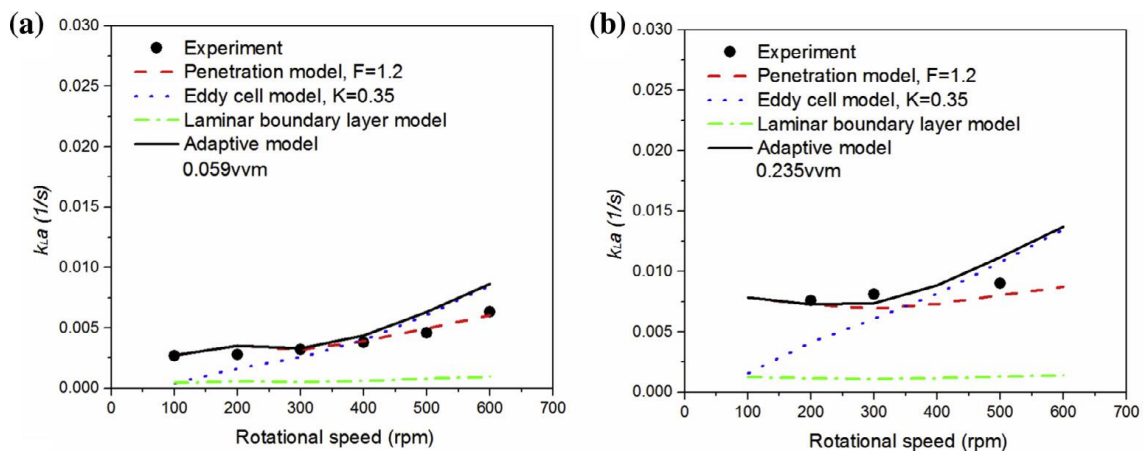 (a)
0.030
0.025
0.020
0.015
0.010
0.005
0.000
kLa (1/s)
Experiment
Penetration model, F=1.2
Eddy cell model, K=0.35
Laminar boundary layer model
Adaptive model
0.059vvm
0 100 200 300 400 500 600 700
Rotational speed (rpm)
(b)
0.030
0.025
0.020
0.015
0.010
0.005
0.000
kLa (1/s)
Experiment
Penetration model, F=1.2
Eddy cell model, K=0.35
Laminar boundary layer model
Adaptive model
0.235vvm
0 100 200 300 400 500 600 700
Rotational speed (rpm)